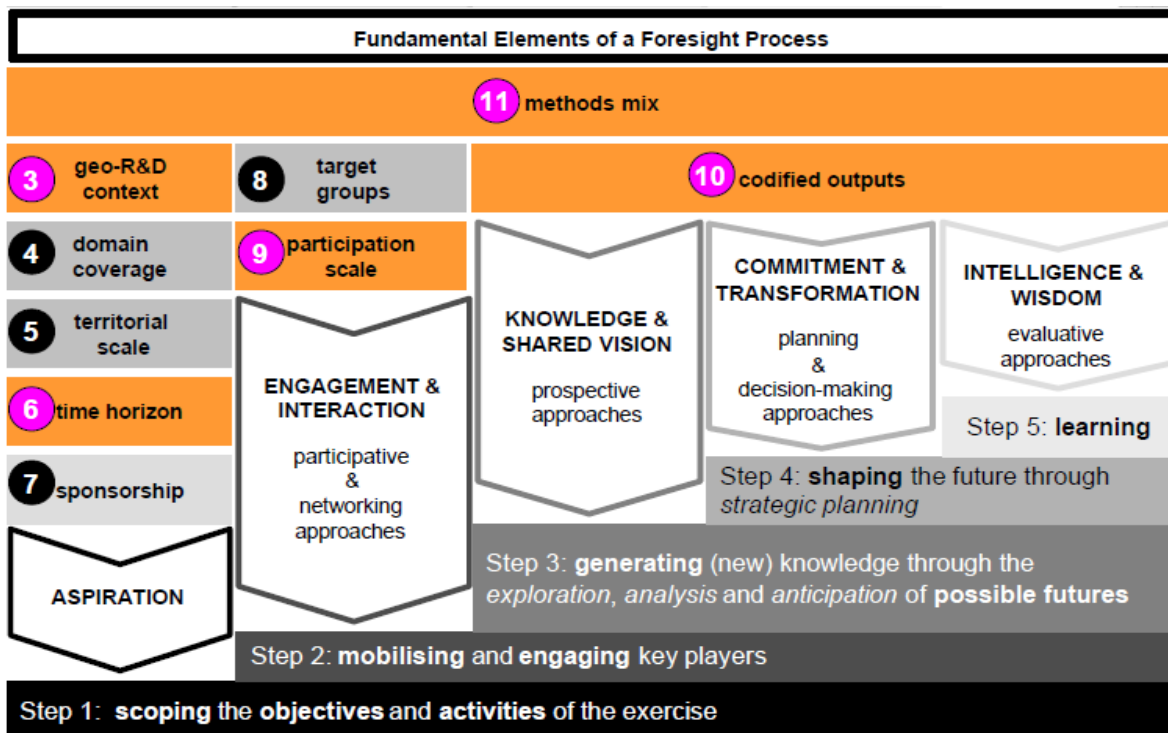 Fundamental Elements of a Foresight Process
11 methods mix
3 geo-R&D
context
8 target
groups
10 codified outputs
4 domain
coverage
9 participation
scale
5 territorial
scale
6 time horizon
7 sponsorship
ASPIRATION
ENGAGEMENT &
INTERACTION
participative
&
networking
approaches
KNOWLEDGE &
SHARED VISION
prospective
approaches
COMMITMENT &
TRANSFORMATION
planning
&
decision-making
approaches
INTELLIGENCE &
WISDOM
evaluative
approaches
Step 5: learning
Step 4: shaping the future through
strategic planning
Step 3: generating (new) knowledge through the
exploration, analysis and anticipation of possible futures
Step 2: mobilising and engaging key players
Step 1: scoping the objectives and activities of the exercise